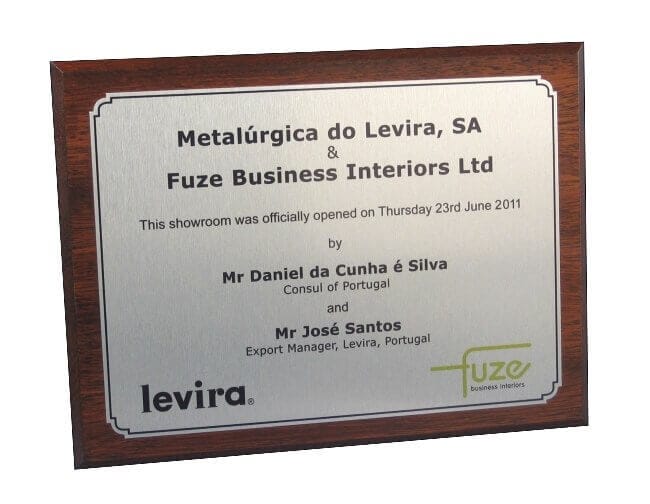 Metalúrgica do Levira, SA
&
Fuze Business Interiors Ltd
This showroom was officially opened on Thursday 23rd June 2011
by
Mr Daniel da Cunha é Silva
Consul of Portugal
and
Mr José Santos
Export Manager, Levira, Portugal
levira®
fuze
business interiors